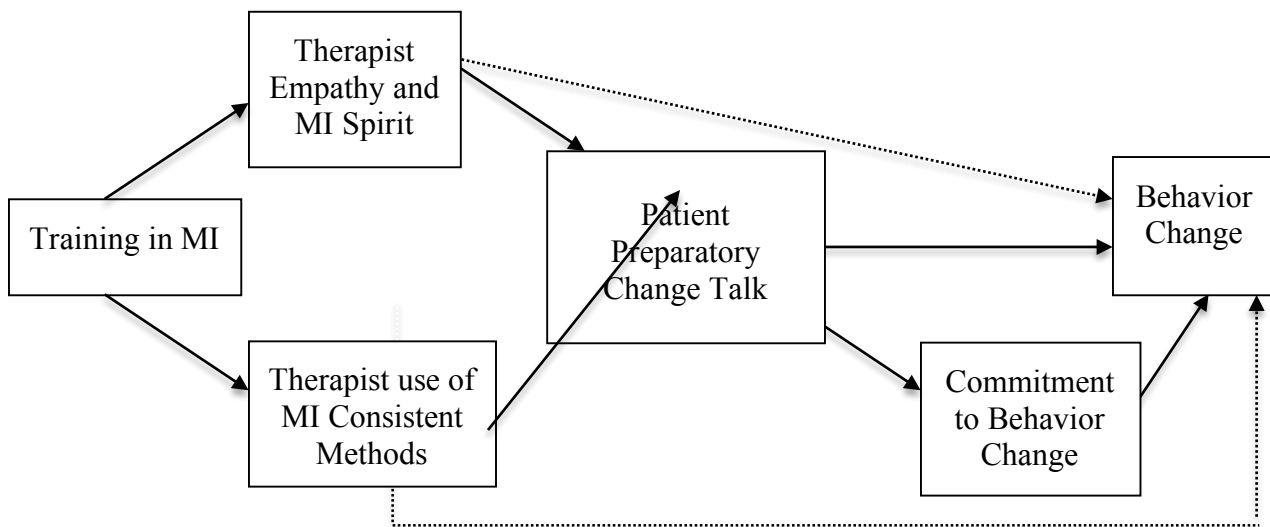 Therapist
Empathy and
MI Spirit
Training in MI
Therapist use of
MI Consistent
Methods
Patient
Preparatory
Change Talk
Behavior
Change
Commitment
to Behavior
Change